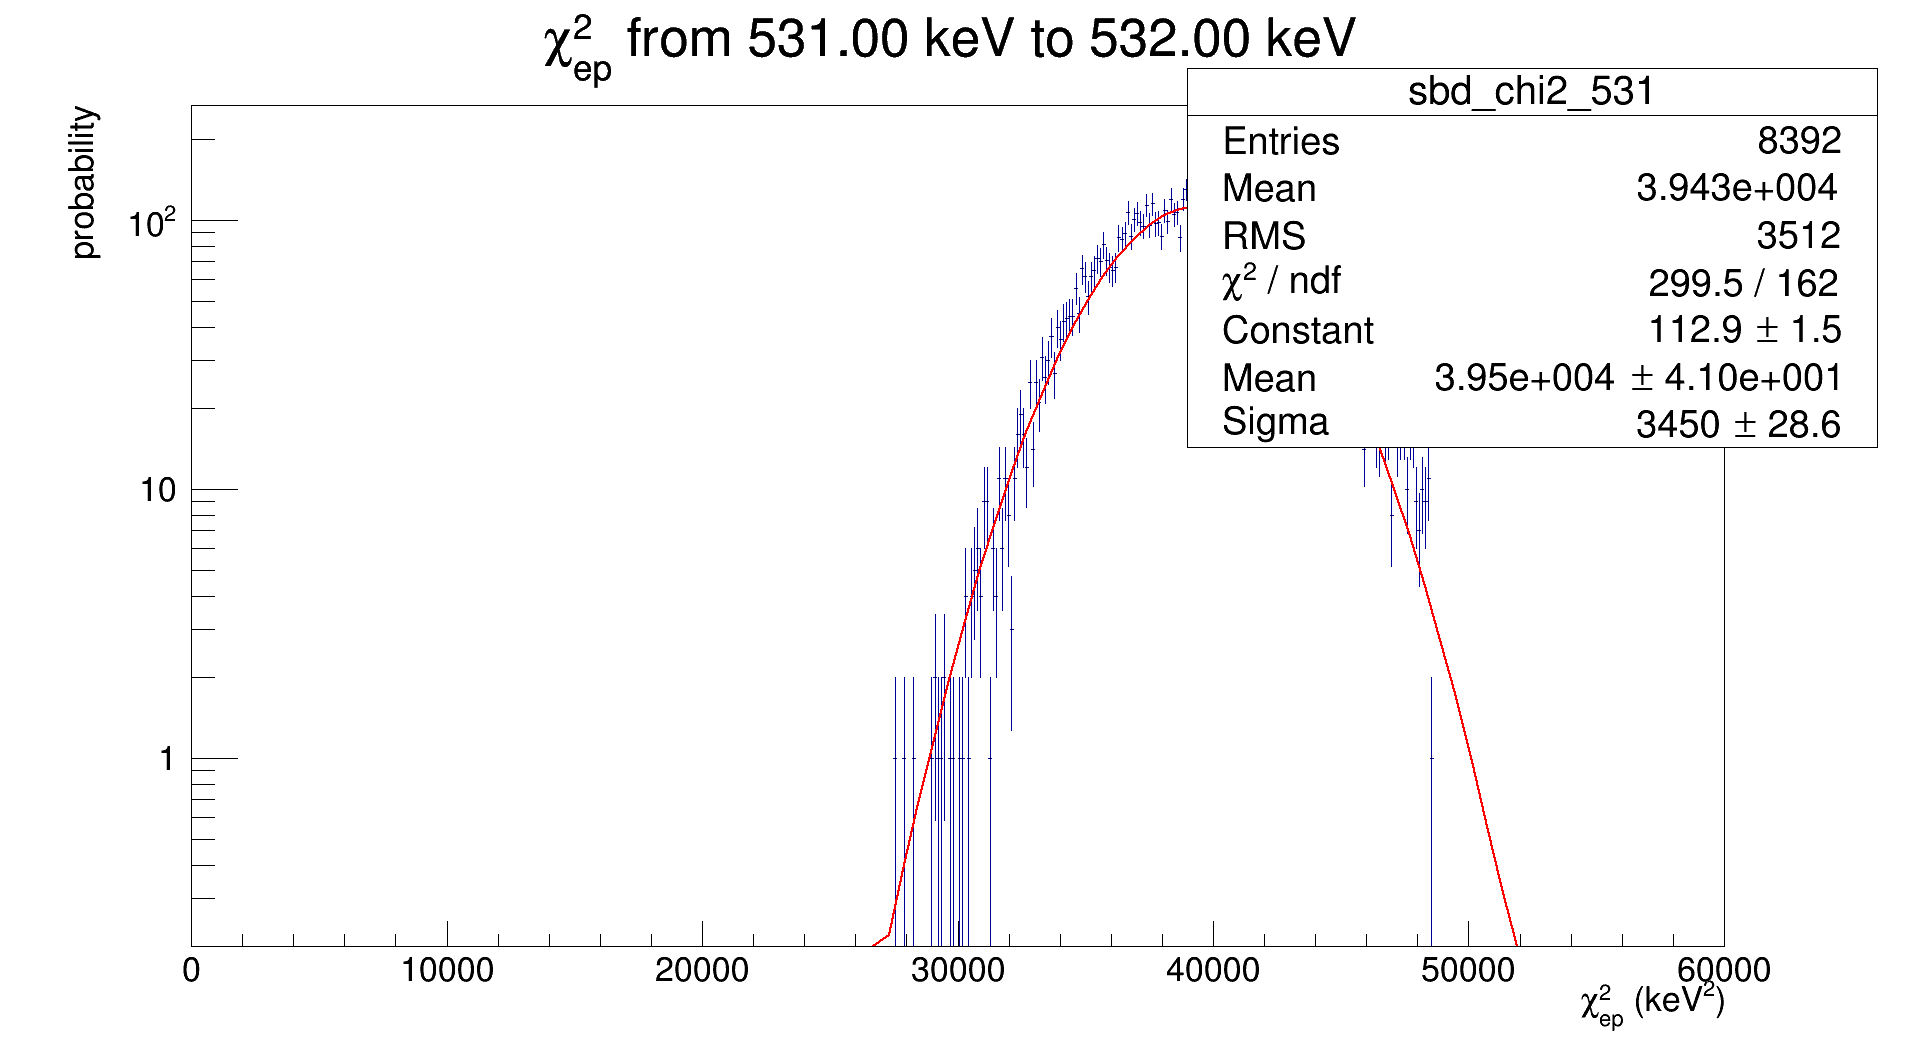 χ²ep from 531.00 keV to 532.00 keV
sbd_chi2_531
Entries 8392
Mean 3.943e+004
RMS 3512
χ² / ndf 299.5 / 162
Constant 112.9 ± 1.5
Mean 3.95e+004 ± 4.10e+001
Sigma 3450 ± 28.6
probability
10²
10
1
0 10000 20000 30000 40000 50000 60000
χ²ep (keV²)